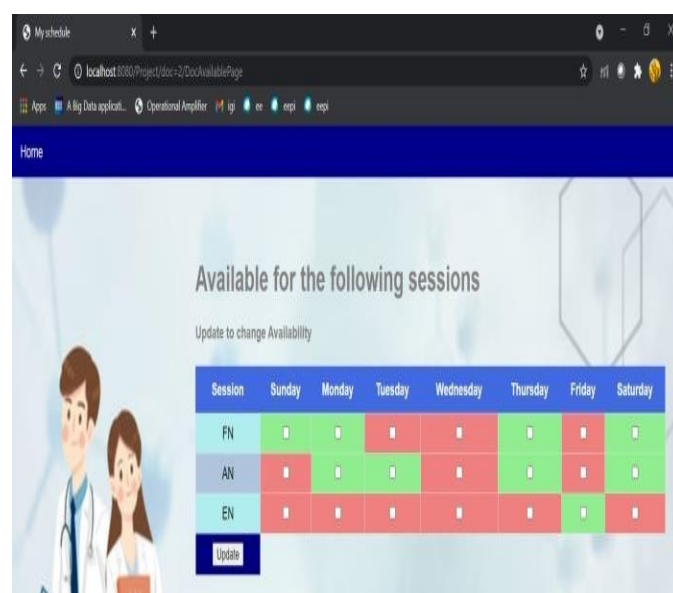 My schedule
localhost:8080/Project/doc=2/DocAvailablePage
Apps A Big Data applicati... Operational Amplifier igi ee eepi eepi
Home
Available for the following sessions
Update to change Availability
Session Sunday Monday Tuesday Wednesday Thursday Friday Saturday
FN
AN
EN
Update